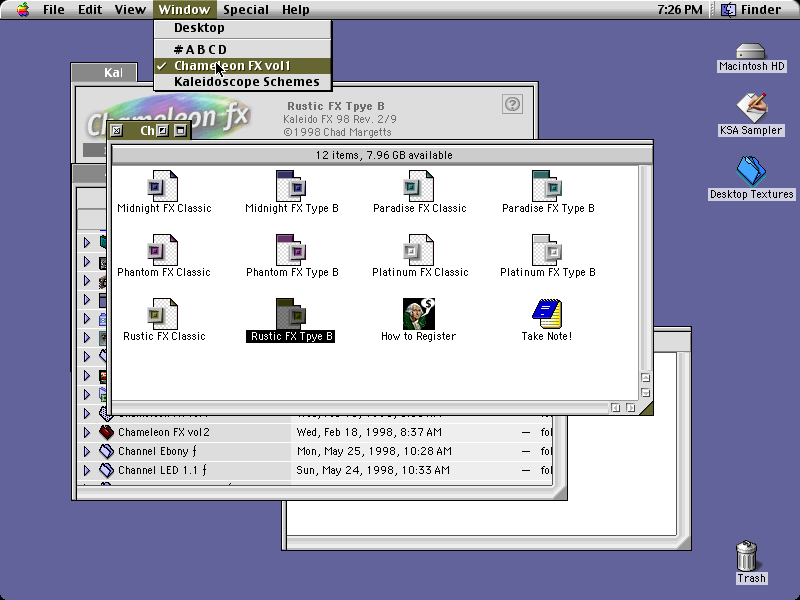 File Edit View Window Special Help 7:26 PM Finder
Desktop
# A B C D
✓ Chameleon FX vol1
Kaleidoscope Schemes
Kal
Chameleon fx
Rustic FX Tpye B
Kaleido FX 98 Rev. 2/9
©1998 Chad Margetts
?
Ch
12 items, 7.96 GB available
Midnight FX Classic
Midnight FX Type B
Paradise FX Classic
Paradise FX Type B
Phantom FX Classic
Phantom FX Type B
Platinum FX Classic
Platinum FX Type B
Rustic FX Classic
Rustic FX Tpye B
How to Register
Take Note!
Chameleon FX vol2 Wed, Feb 18, 1998, 8:37 AM — fol
Channel Ebony ƒ Mon, May 25, 1998, 10:28 AM — fol
Channel LED 1.1 ƒ Sun, May 24, 1998, 10:33 AM — fol
Macintosh HD
KSA Sampler
Desktop Textures
Trash